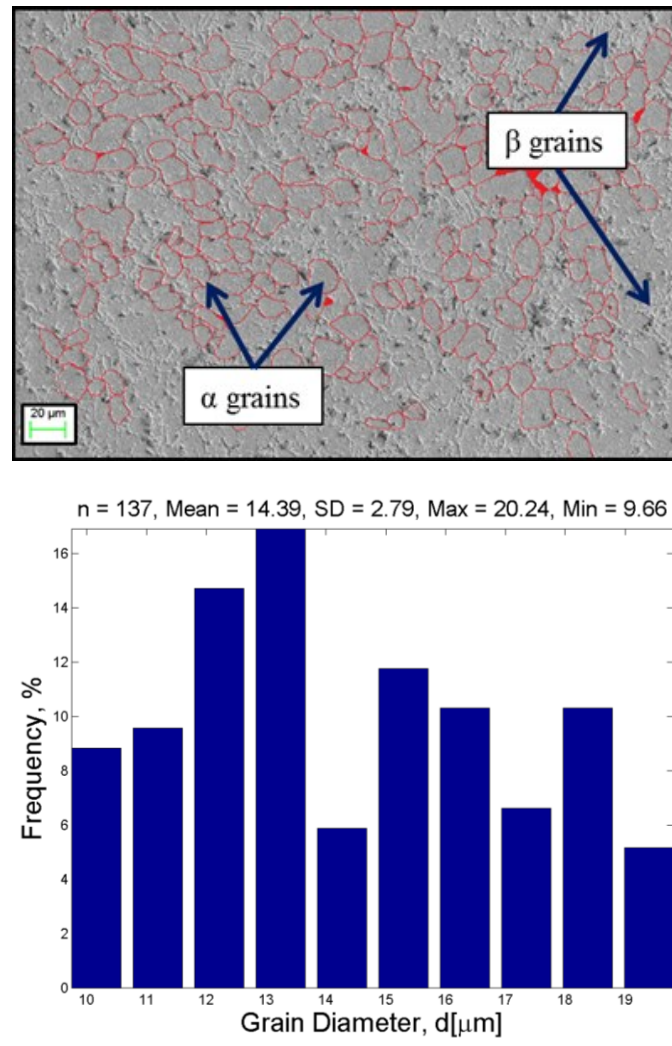 β grains
α grains
20 μm
n = 137, Mean = 14.39, SD = 2.79, Max = 20.24, Min = 9.66
16
14
12
10
8
6
4
2
0
Frequency, %
10 11 12 13 14 15 16 17 18 19
Grain Diameter, d[μm]